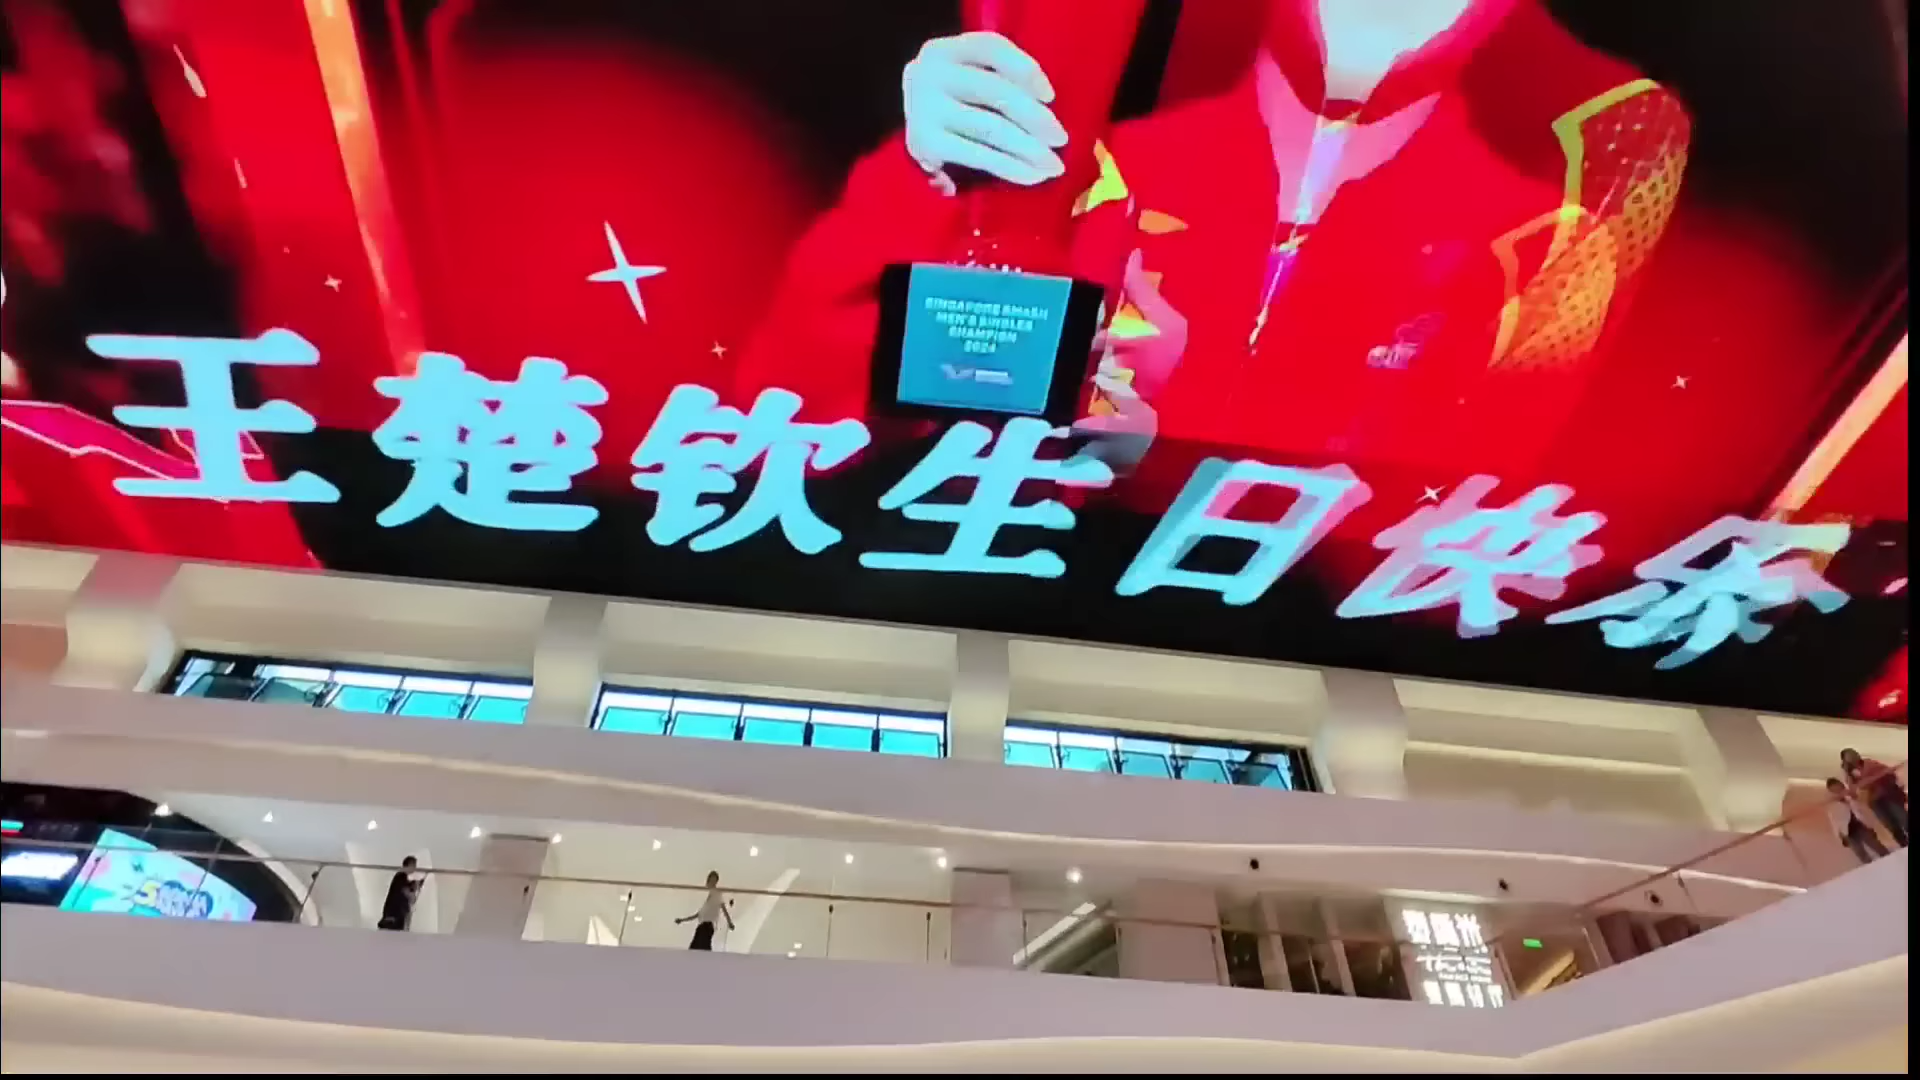 SINGAPORE SMASH
MEN'S SINGLES
CHAMPION
2024
王楚钦生日快乐